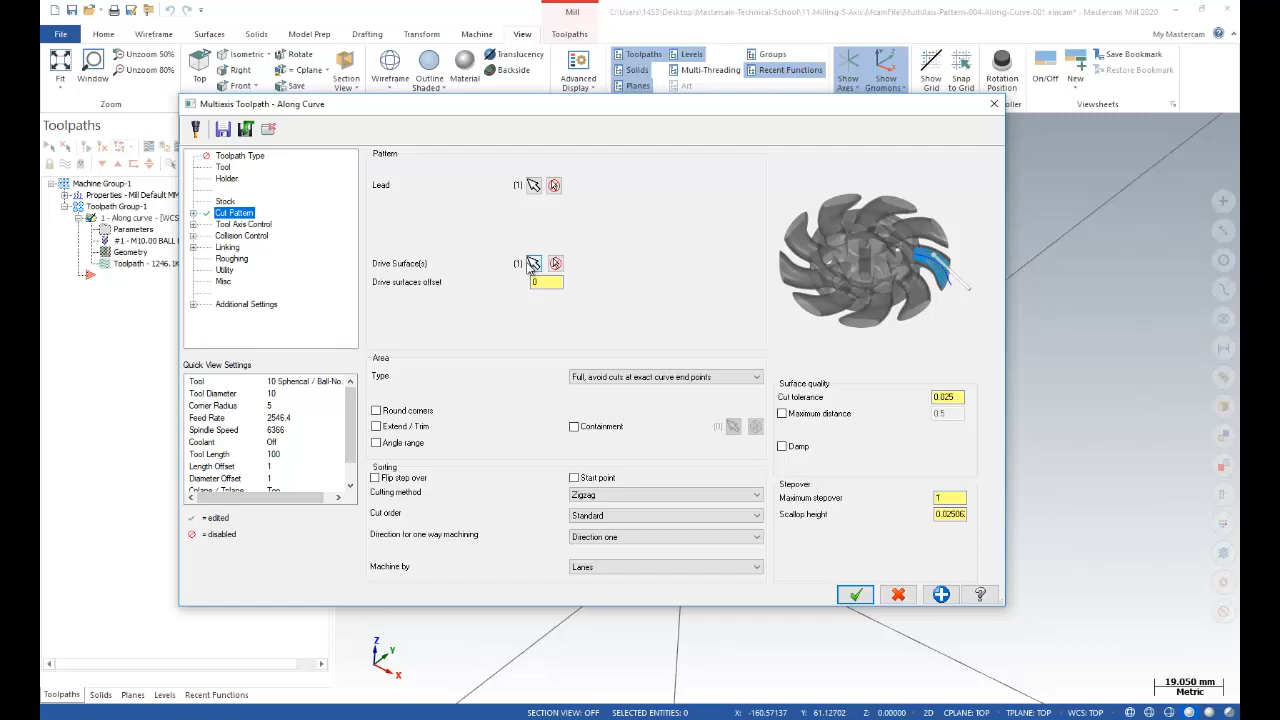 Mill
C:\Users\1453\Desktop\Mastercam-Technical-School\11-Milling-5-Axis\McamFile\MultiAxis-Pattern-004-Along-Curve-001.emcam* - Mastercam Mill 2020
File
Home
Wireframe
Surfaces
Solids
Model Prep
Drafting
Transform
Machine
View
Toolpaths
My Mastercam
Unzoom 50%
Isometric
Rotate
Translucency
Toolpaths
Levels
Groups
Save Bookmark
Unzoom 80%
Right
= Cplane
Backside
Solids
Multi-Threading
Recent Functions
Restore Bookmark
Fit
Window
Top
Front
Save
Section View
Wireframe
Outline Shaded
Material
Advanced Display
Planes
Art
Show Axes
Show Gnomons
Show Grid
Snap to Grid
Rotation Position
On/Off
New
Zoom
Viewsheets
Toolpaths
Machine Group-1
Properties - Mill Default MM
Toolpath Group-1
1 - Along curve - [WCS
Parameters
#1 - M10.00 BALL
Geometry
Toolpath - 1246.1K
Multiaxis Toolpath - Along Curve
Toolpath Type
Tool
Holder
Stock
Cut Pattern
Tool Axis Control
Collision Control
Linking
Roughing
Utility
Misc
Additional Settings
Quick View Settings
Tool 10 Spherical / Ball-No.
Tool Diameter 10
Corner Radius 5
Feed Rate 2546.4
Spindle Speed 6366
Coolant Off
Tool Length 100
Length Offset 1
Diameter Offset 1
Cplane / Tplane Top
= edited
= disabled
Pattern
Lead (1)
Drive Surface(s) (1)
Drive surfaces offset 0
Area
Type Full, avoid cuts at exact curve end points
Round corners
Extend / Trim
Containment (0)
Angle range
Sorting
Flip step over
Start point
Cutting method Zigzag
Cut order Standard
Direction for one way machining Direction one
Machine by Lanes
Surface quality
Cut tolerance 0.025
Maximum distance 0.5
Damp
Stepover
Maximum stepover 1
Scallop height 0.02506
Z
Y
X
19.050 mm
Metric
Toolpaths
Solids
Planes
Levels
Recent Functions
SECTION VIEW: OFF
SELECTED ENTITIES: 0
X: -160.57137
Y: 61.12702
Z: 0.00000
2D
CPLANE: TOP
TPLANE: TOP
WCS: TOP